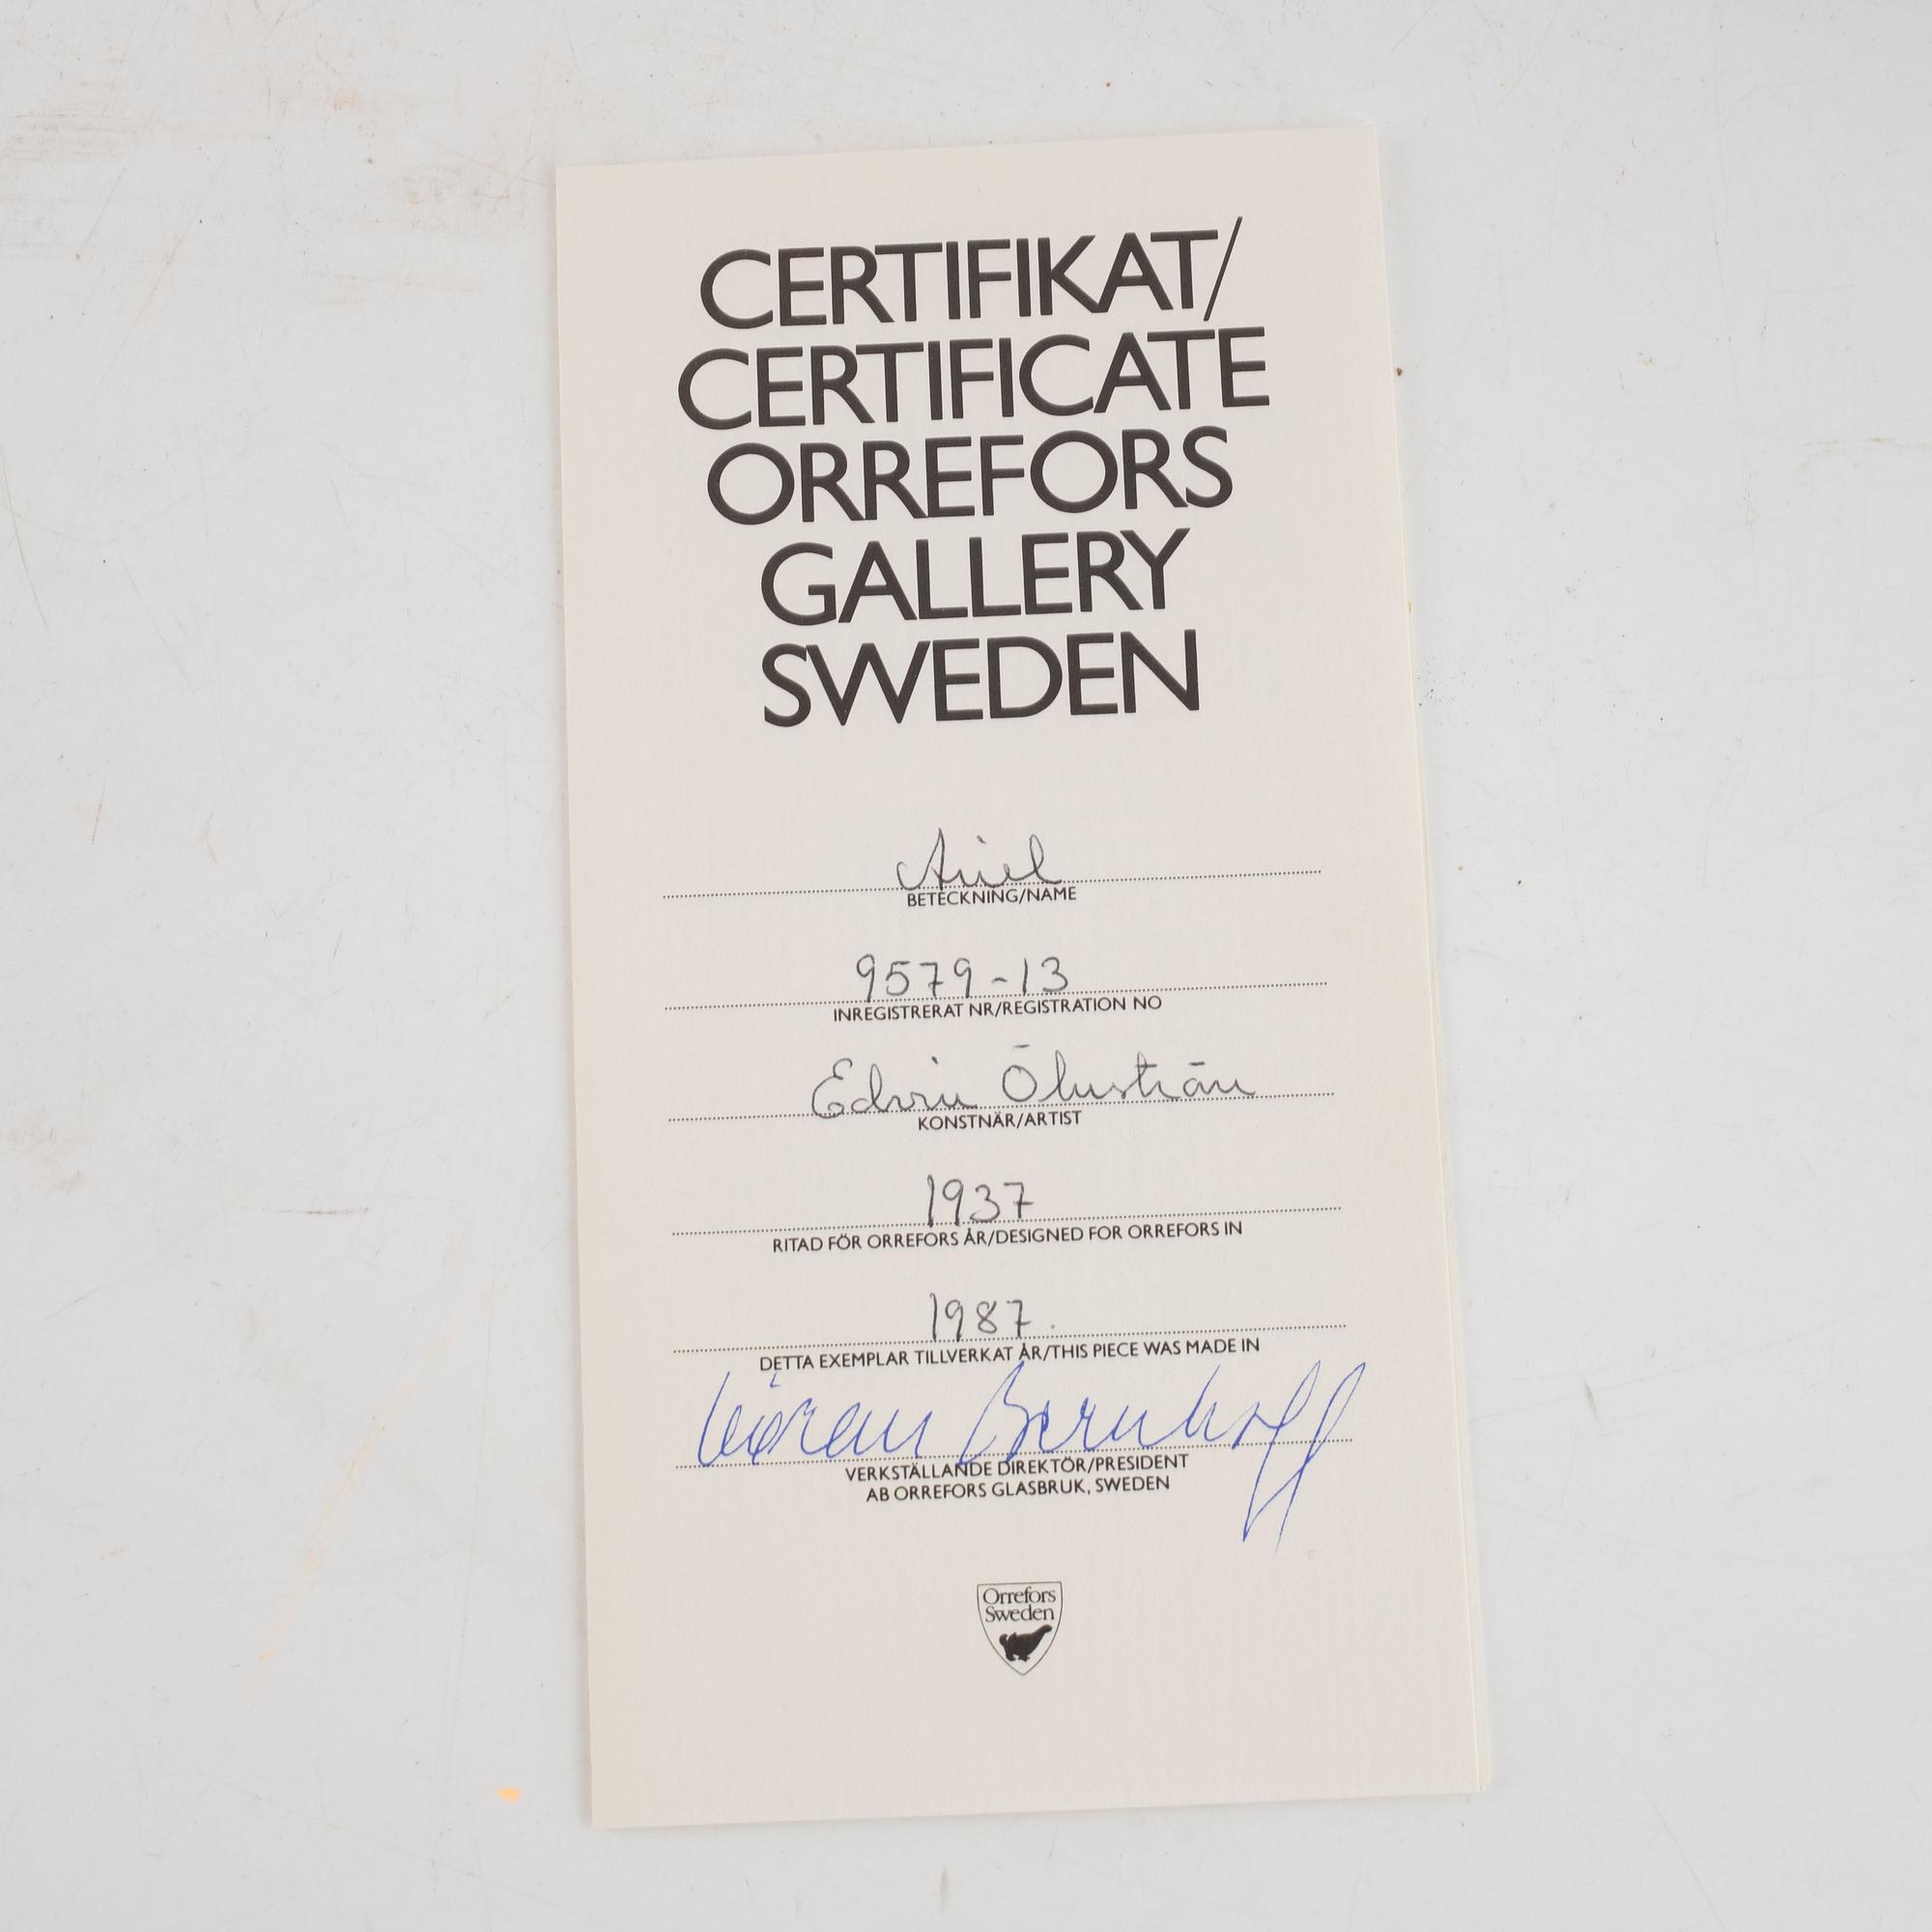 CERTIFIKAT/
CERTIFICATE
ORREFORS
GALLERY
SWEDEN
Ariel
BETECKNING/NAME
9579-13
INREGISTRERAT NR/REGISTRATION NO
Edvin Öhrström
KONSTNÄR/ARTIST
1937
RITAD FÖR ORREFORS ÅR/DESIGNED FOR ORREFORS IN
1987.
DETTA EXEMPLAR TILLVERKAT ÅR/THIS PIECE WAS MADE IN
Göran Bernhoff
VERKSTÄLLANDE DIREKTÖR/PRESIDENT
AB ORREFORS GLASBRUK, SWEDEN
Orrefors
Sweden